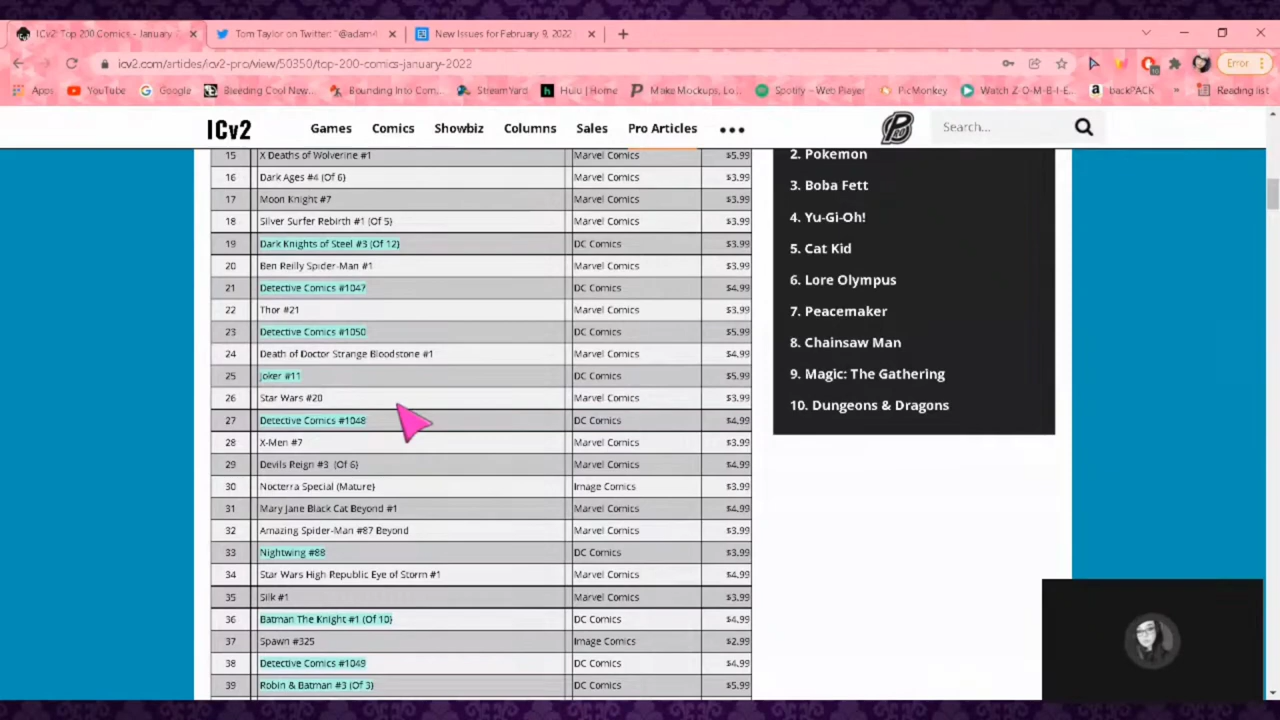 ICv2: Top 200 Comics - January 2
Tom Taylor on Twitter: "@adam4
New Issues for February 9, 2022
icv2.com/articles/icv2-pro/view/50350/top-200-comics-january-2022
Error
Apps YouTube Google Bleeding Cool New... Bounding Into Com... StreamYard Hulu | Home Make Mockups, Lo... Spotify – Web Player PicMonkey Watch Z-O-M-B-I-E... backPACK » Reading list
ICv2 Games Comics Showbiz Columns Sales Pro Articles ••• Search...
15 X Deaths of Wolverine #1 Marvel Comics $5.99
16 Dark Ages #4 (Of 6) Marvel Comics $3.99
17 Moon Knight #7 Marvel Comics $3.99
18 Silver Surfer Rebirth #1 (Of 5) Marvel Comics $3.99
19 Dark Knights of Steel #3 (Of 12) DC Comics $3.99
20 Ben Reilly Spider-Man #1 Marvel Comics $3.99
21 Detective Comics #1047 DC Comics $4.99
22 Thor #21 Marvel Comics $3.99
23 Detective Comics #1050 DC Comics $5.99
24 Death of Doctor Strange Bloodstone #1 Marvel Comics $4.99
25 Joker #11 DC Comics $5.99
26 Star Wars #20 Marvel Comics $3.99
27 Detective Comics #1048 DC Comics $4.99
28 X-Men #7 Marvel Comics $3.99
29 Devils Reign #3 (Of 6) Marvel Comics $4.99
30 Nocterra Special (Mature) Image Comics $3.99
31 Mary Jane Black Cat Beyond #1 Marvel Comics $4.99
32 Amazing Spider-Man #87 Beyond Marvel Comics $3.99
33 Nightwing #88 DC Comics $3.99
34 Star Wars High Republic Eye of Storm #1 Marvel Comics $4.99
35 Silk #1 Marvel Comics $3.99
36 Batman The Knight #1 (Of 10) DC Comics $4.99
37 Spawn #325 Image Comics $2.99
38 Detective Comics #1049 DC Comics $4.99
39 Robin & Batman #3 (Of 3) DC Comics $5.99
2. Pokemon
3. Boba Fett
4. Yu-Gi-Oh!
5. Cat Kid
6. Lore Olympus
7. Peacemaker
8. Chainsaw Man
9. Magic: The Gathering
10. Dungeons & Dragons